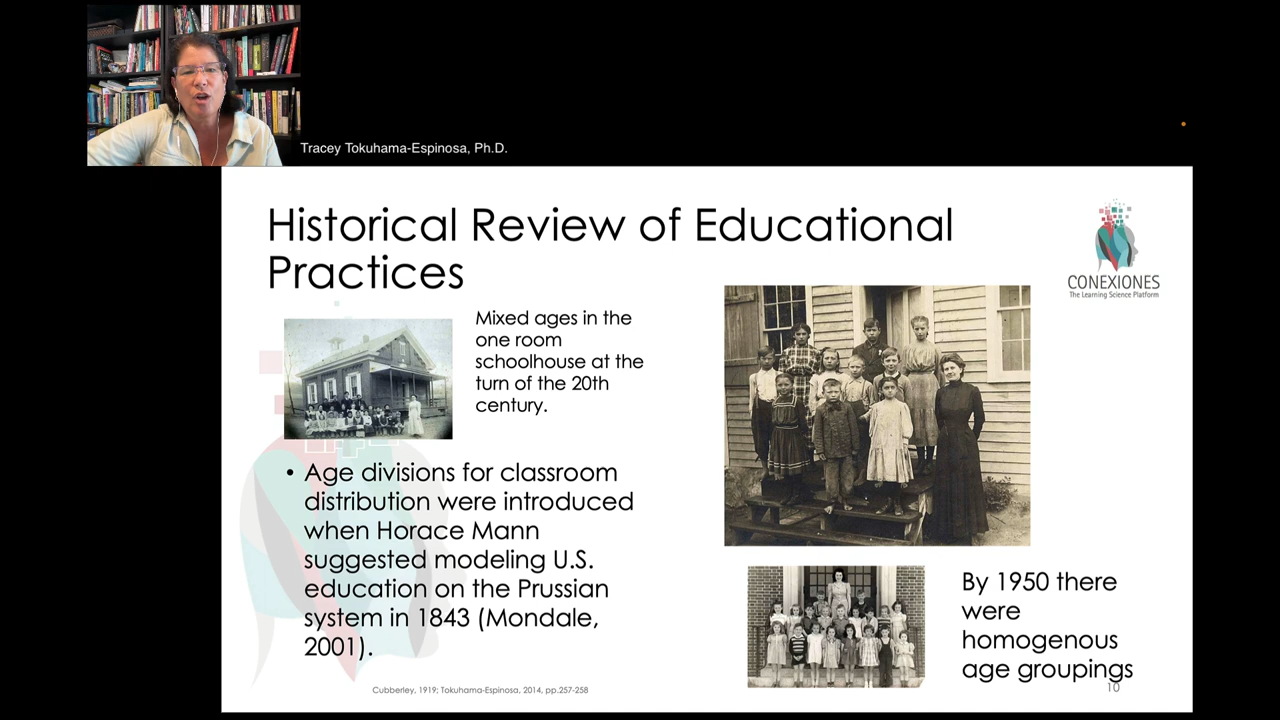 Tracey Tokuhama-Espinosa, Ph.D.
Historical Review of Educational
Practices
CONEXIONES
The Learning Science Platform
Mixed ages in the
one room
schoolhouse at the
turn of the 20th
century.
• Age divisions for classroom
distribution were introduced
when Horace Mann
suggested modeling U.S.
education on the Prussian
system in 1843 (Mondale,
2001).
By 1950 there
were
homogenous
age groupings
Cubberley, 1919; Tokuhama-Espinosa, 2014, pp.257-258
10